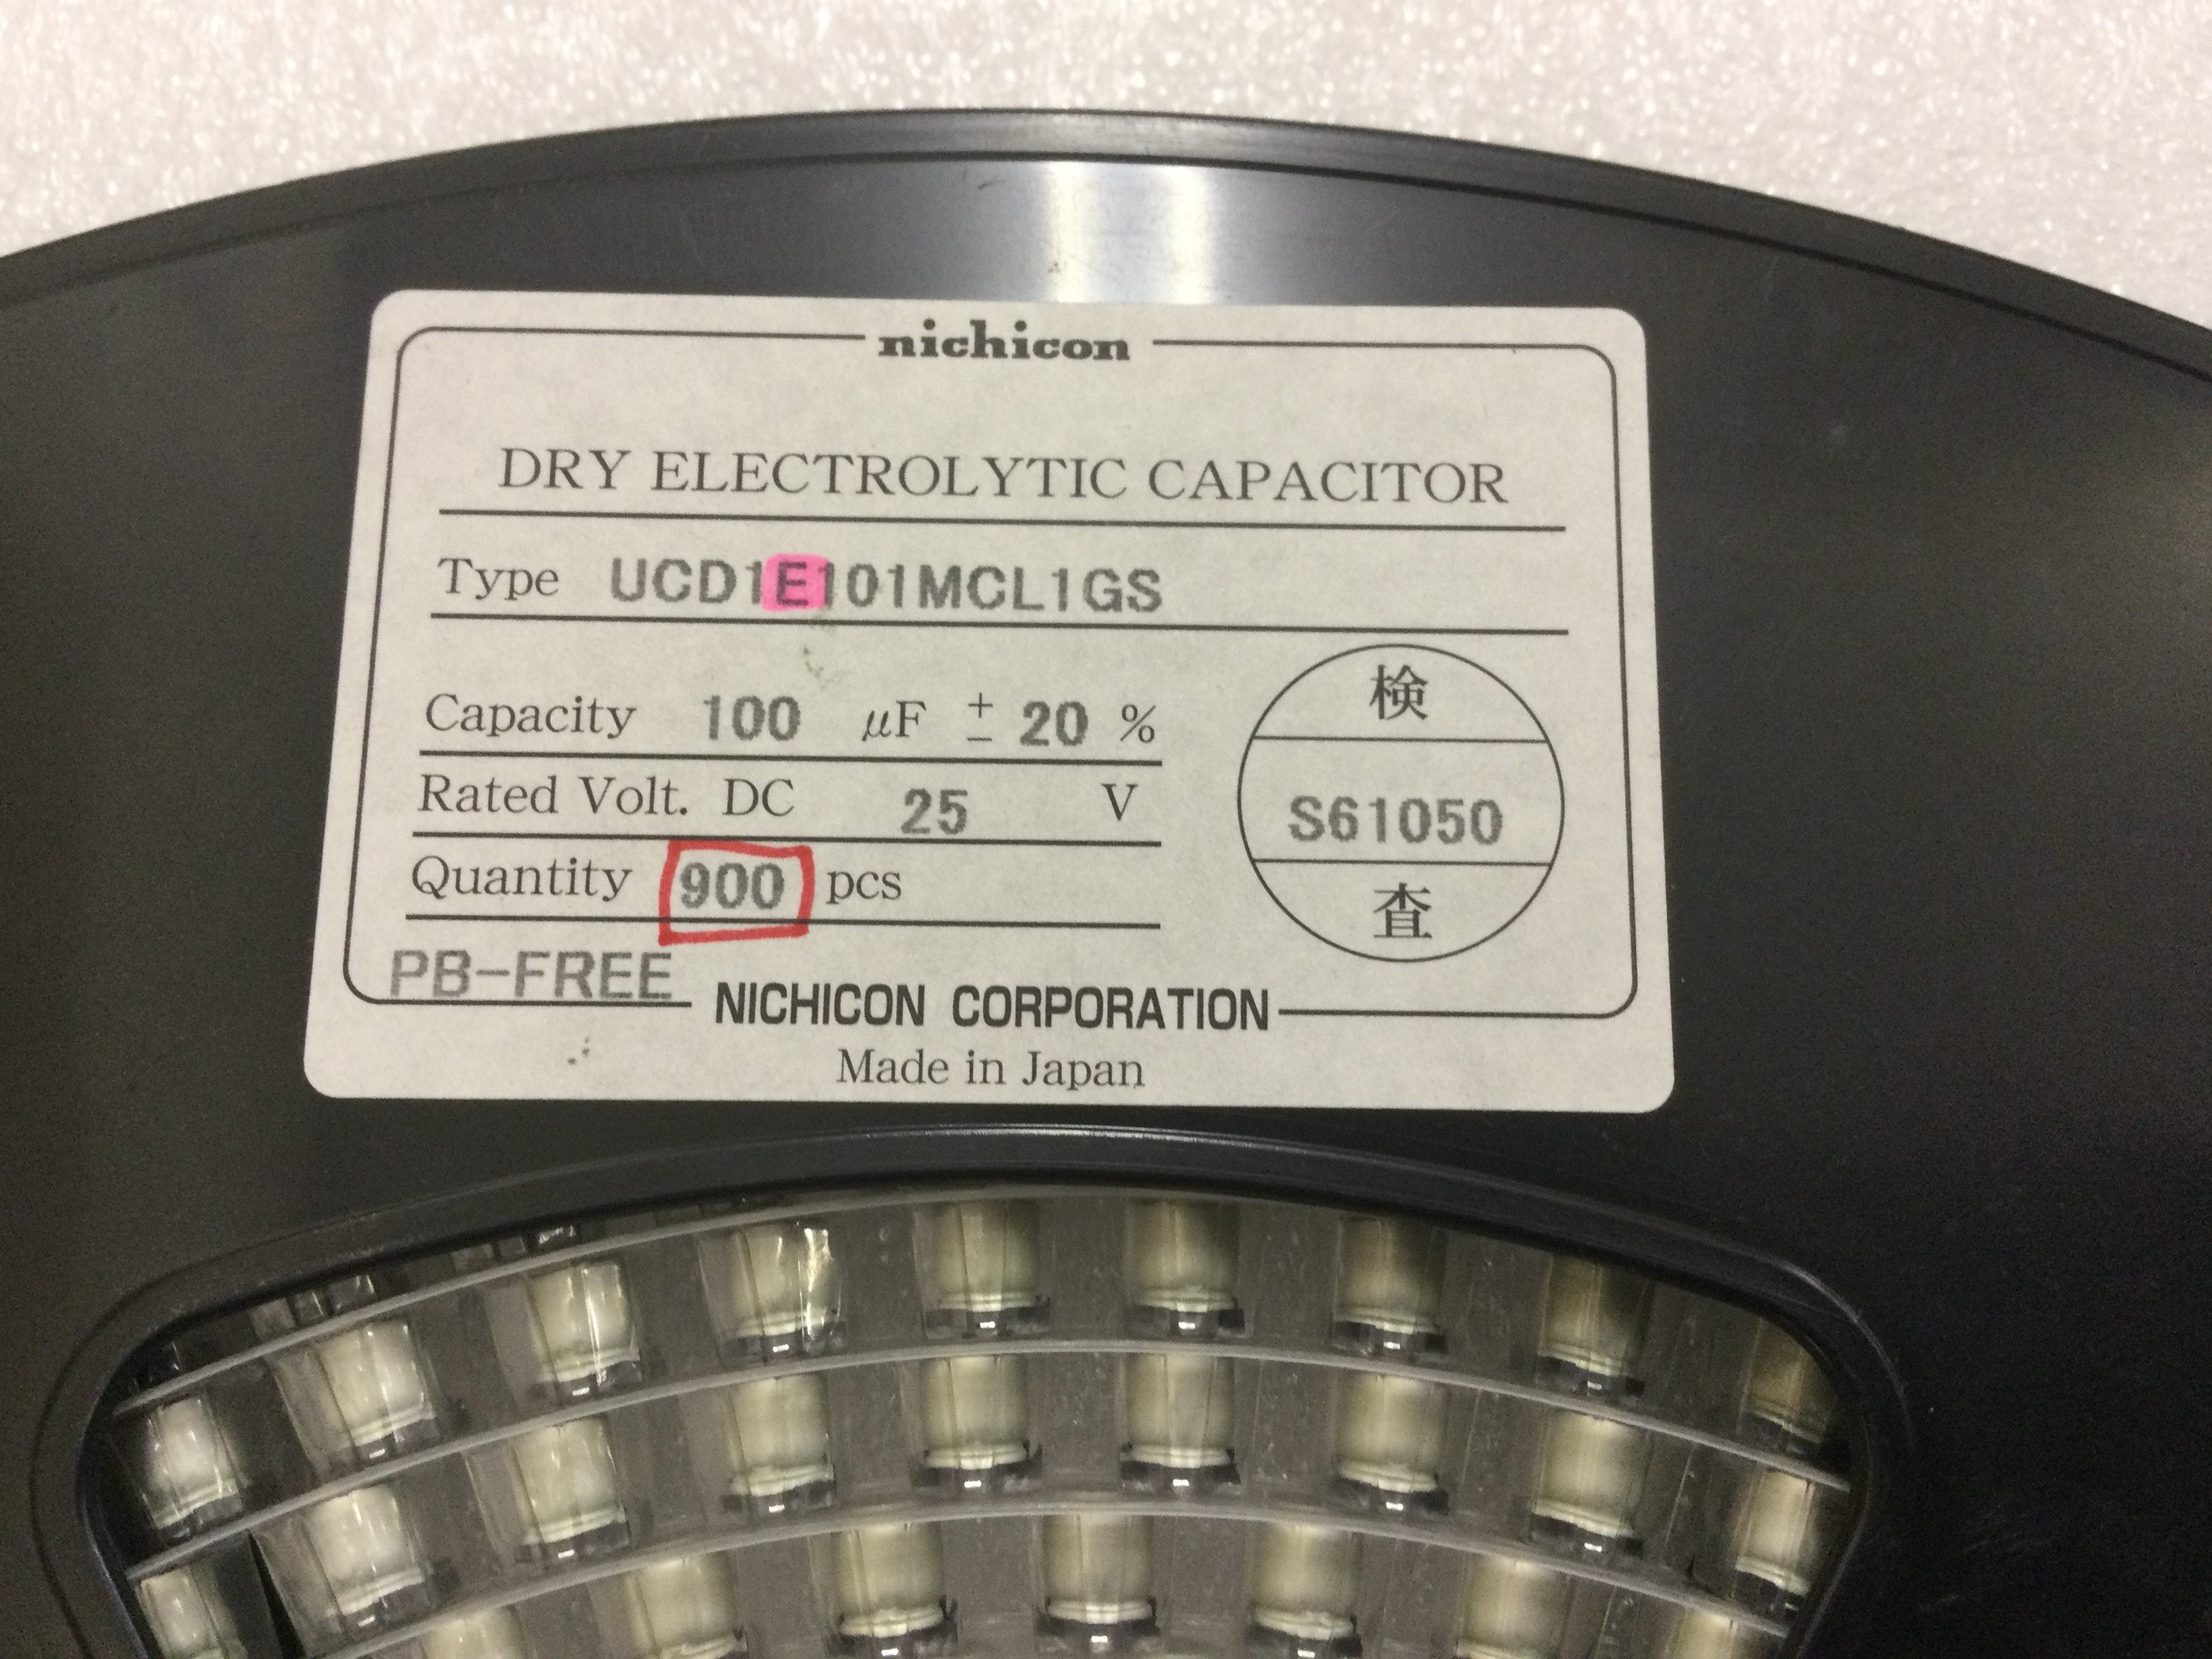 nichicon
DRY ELECTROLYTIC CAPACITOR
Type UCD1E101MCL1GS
Capacity 100 μF ± 20 %
Rated Volt. DC 25 V
Quantity 900 pcs
検
S61050
査
PB-FREE
NICHICON CORPORATION
Made in Japan